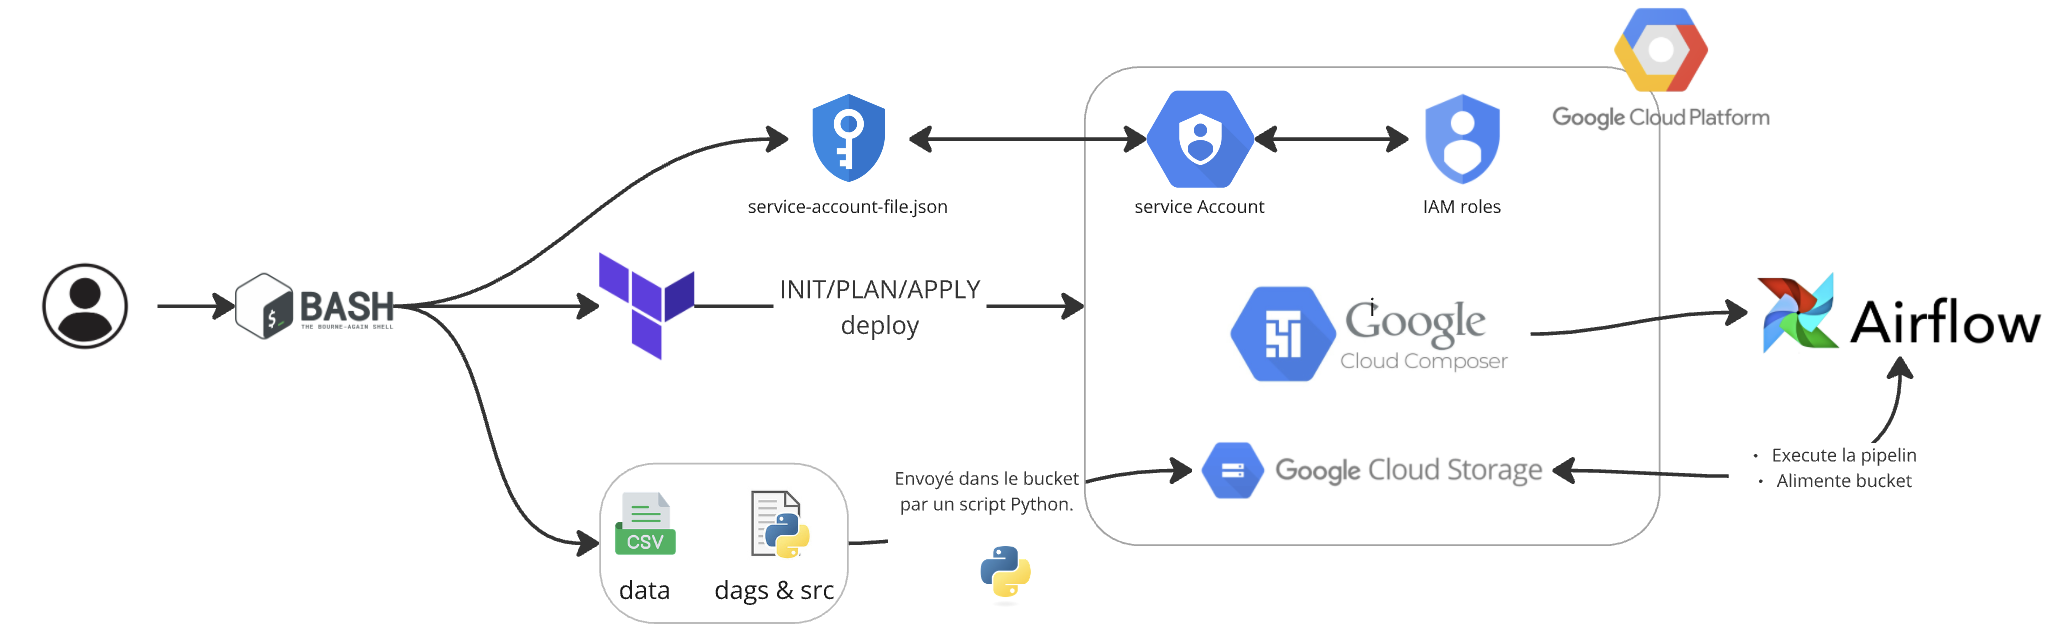 Google Cloud Platform
service-account-file.json
service Account
IAM roles
$_
BASH
THE BOURNE-AGAIN SHELL
INIT/PLAN/APPLY
deploy
i
Google
Cloud Composer
Airflow
Envoyé dans le bucket
par un script Python.
Google Cloud Storage
• Execute la pipelin
• Alimente bucket
CSV
data
dags & src